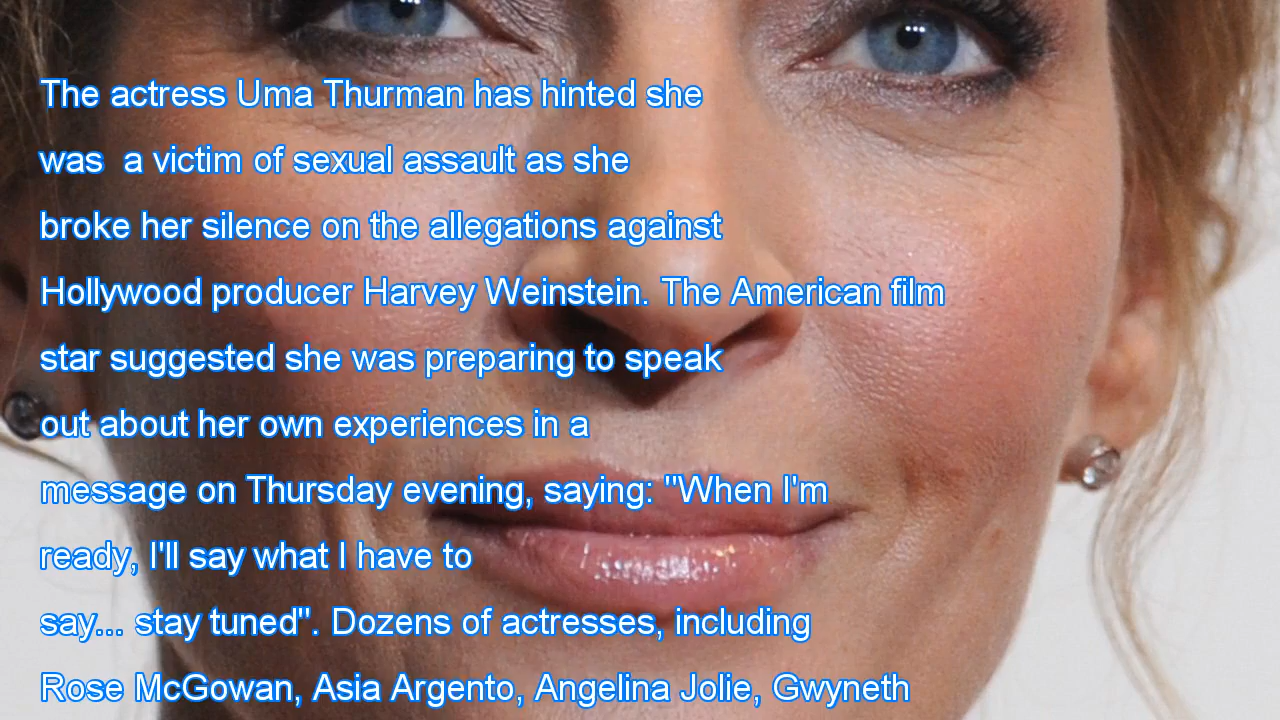 The actress Uma Thurman has hinted she
was  a victim of sexual assault as she
broke her silence on the allegations against
Hollywood producer Harvey Weinstein. The American film
star suggested she was preparing to speak
out about her own experiences in a
message on Thursday evening, saying: "When I'm
ready, I'll say what I have to
say... stay tuned". Dozens of actresses, including
Rose McGowan, Asia Argento, Angelina Jolie, Gwyneth